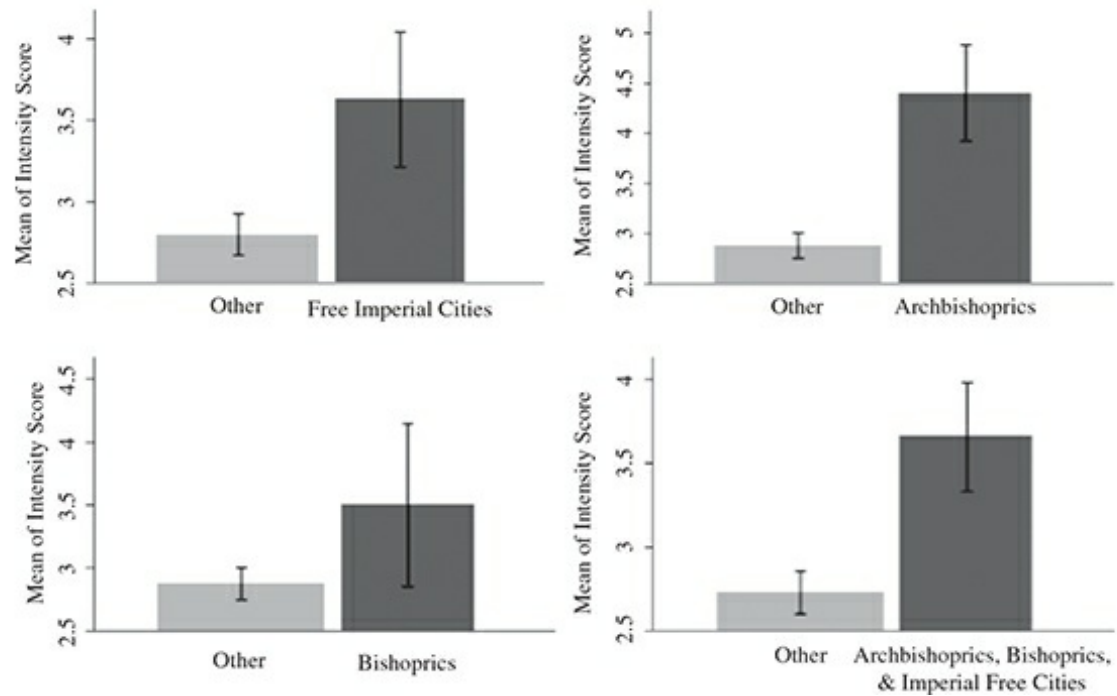 Mean of Intensity Score
4
3.5
3
2.5
Other
Free Imperial Cities
Mean of Intensity Score
5
4.5
4
3.5
3
2.5
Other
Archbishoprics
Mean of Intensity Score
4.5
4
3.5
3
2.5
Other
Bishoprics
Mean of Intensity Score
4
3.5
3
2.5
Other
Archbishoprics, Bishoprics,
& Imperial Free Cities